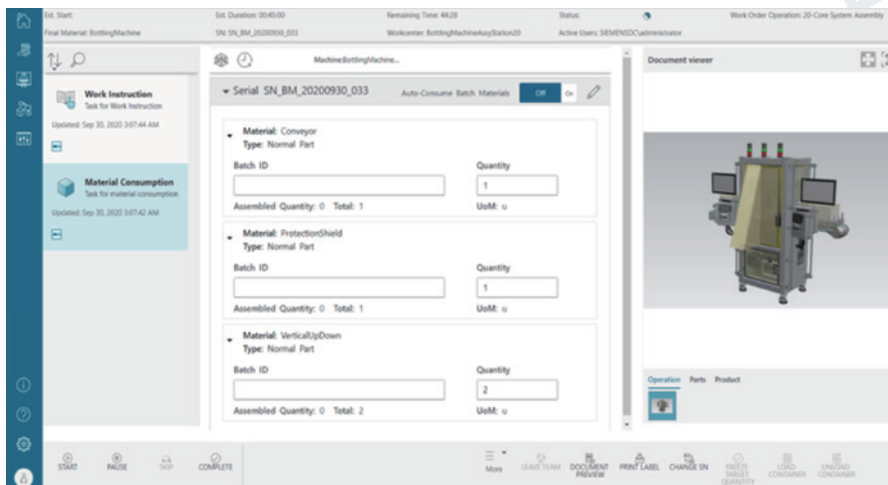 Est. Start:
Est. Duration: 00:45:00
Remaining Time: 44:28
Status:
Work Order Operation: 20-Core System Assembly
Final Material: BottlingMachine
SN: SN_BM_20200930_033
Workcenter: BottlingMachineAssyStation20
Active Users: SIEMENSDC\administrator
MachineBottlingMachine...
Document viewer
Work Instruction
Task for Work Instruction
Updated: Sep 30, 2020 3:07:44 AM
Material Consumption
Task for material consumption
Updated: Sep 30, 2020 3:07:42 AM
Serial SN_BM_20200930_033
Auto-Consume Batch Materials
Off
On
Material: Conveyor
Type: Normal Part
Batch ID
Quantity
1
Assembled Quantity: 0 Total: 1
UoM: u
Material: ProtectionShield
Type: Normal Part
Batch ID
Quantity
1
Assembled Quantity: 0 Total: 1
UoM: u
Material: VerticalUpDown
Type: Normal Part
Batch ID
Quantity
2
Assembled Quantity: 0 Total: 2
UoM: u
Operation Parts Product
START
PAUSE
SKIP
COMPLETE
More
LEAVE TEAM
DOCUMENT PREVIEW
PRINT LABEL
CHANGE SN
FREEZE TARGET QUANTITY
LOAD CONTAINER
UNLOAD CONTAINER